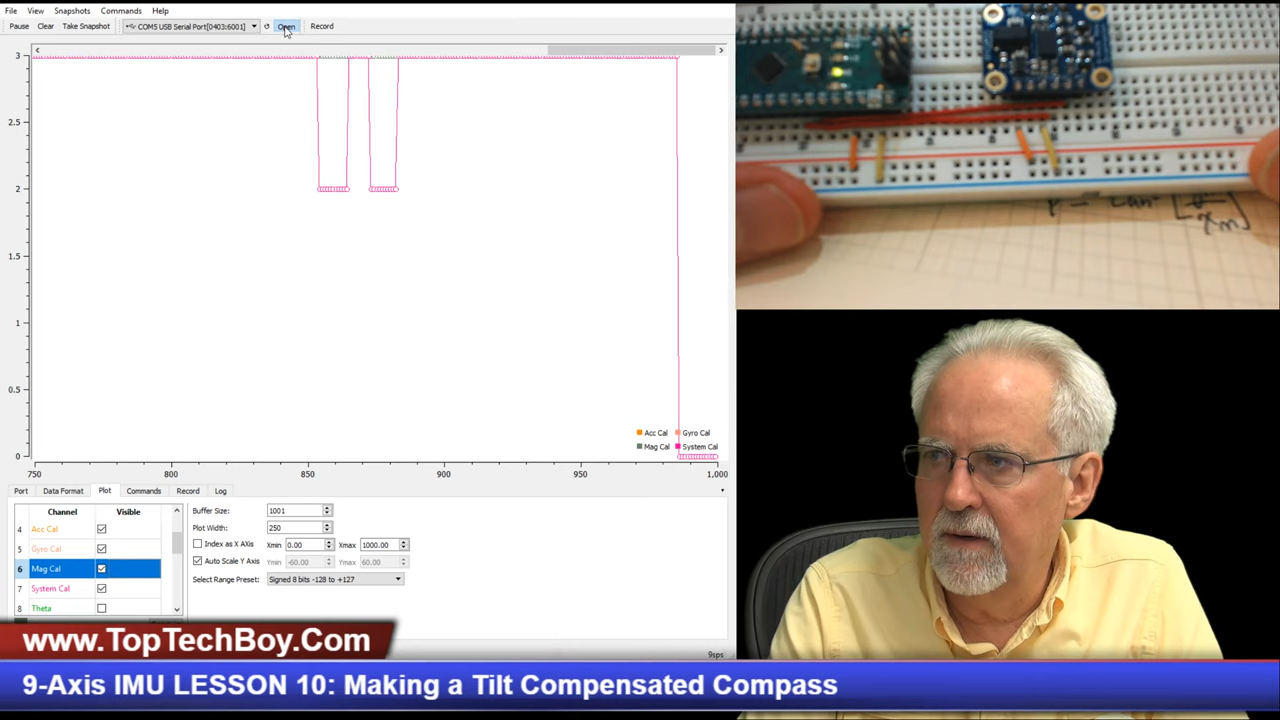 File View Snapshots Commands Help
Pause Clear Take Snapshot COM5 USB Serial Port[0403:6001] Open Record
3
2.5
2
1.5
1
0.5
0
Acc Cal Gyro Cal
Mag Cal System Cal
750 800 850 900 950 1,000
Port Data Format Plot Commands Record Log
Channel Visible
4 Acc Cal
5 Gyro Cal
6 Mag Cal
7 System Cal
8 Theta
Buffer Size: 1001
Plot Width: 250
Index as X AXis Xmin 0.00 Xmax 1000.00
Auto Scale Y Axis Ymin -60.00 Ymax 60.00
Select Range Preset: Signed 8 bits -128 to +127
9sps
www.TopTechBoy.Com
9-Axis IMU LESSON 10: Making a Tilt Compensated Compass